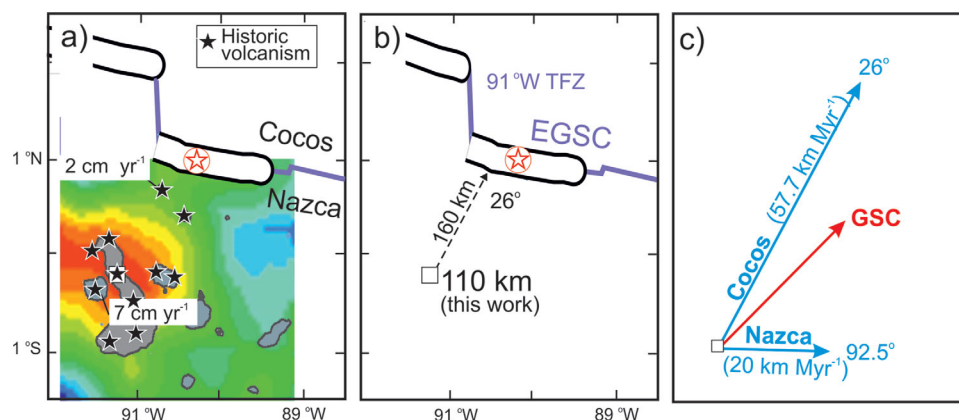 a)
★ Historic
volcanism
Cocos
1 °N
2 cm yr⁻¹
Nazca
7 cm yr⁻¹
1 °S
91 °W
89 °W
b)
91 °W TFZ
EGSC
26°
160 km
110 km
(this work)
91 °W
89 °W
c)
26°
Cocos (57.7 km Myr⁻¹)
GSC
Nazca
92.5°
(20 km Myr⁻¹)